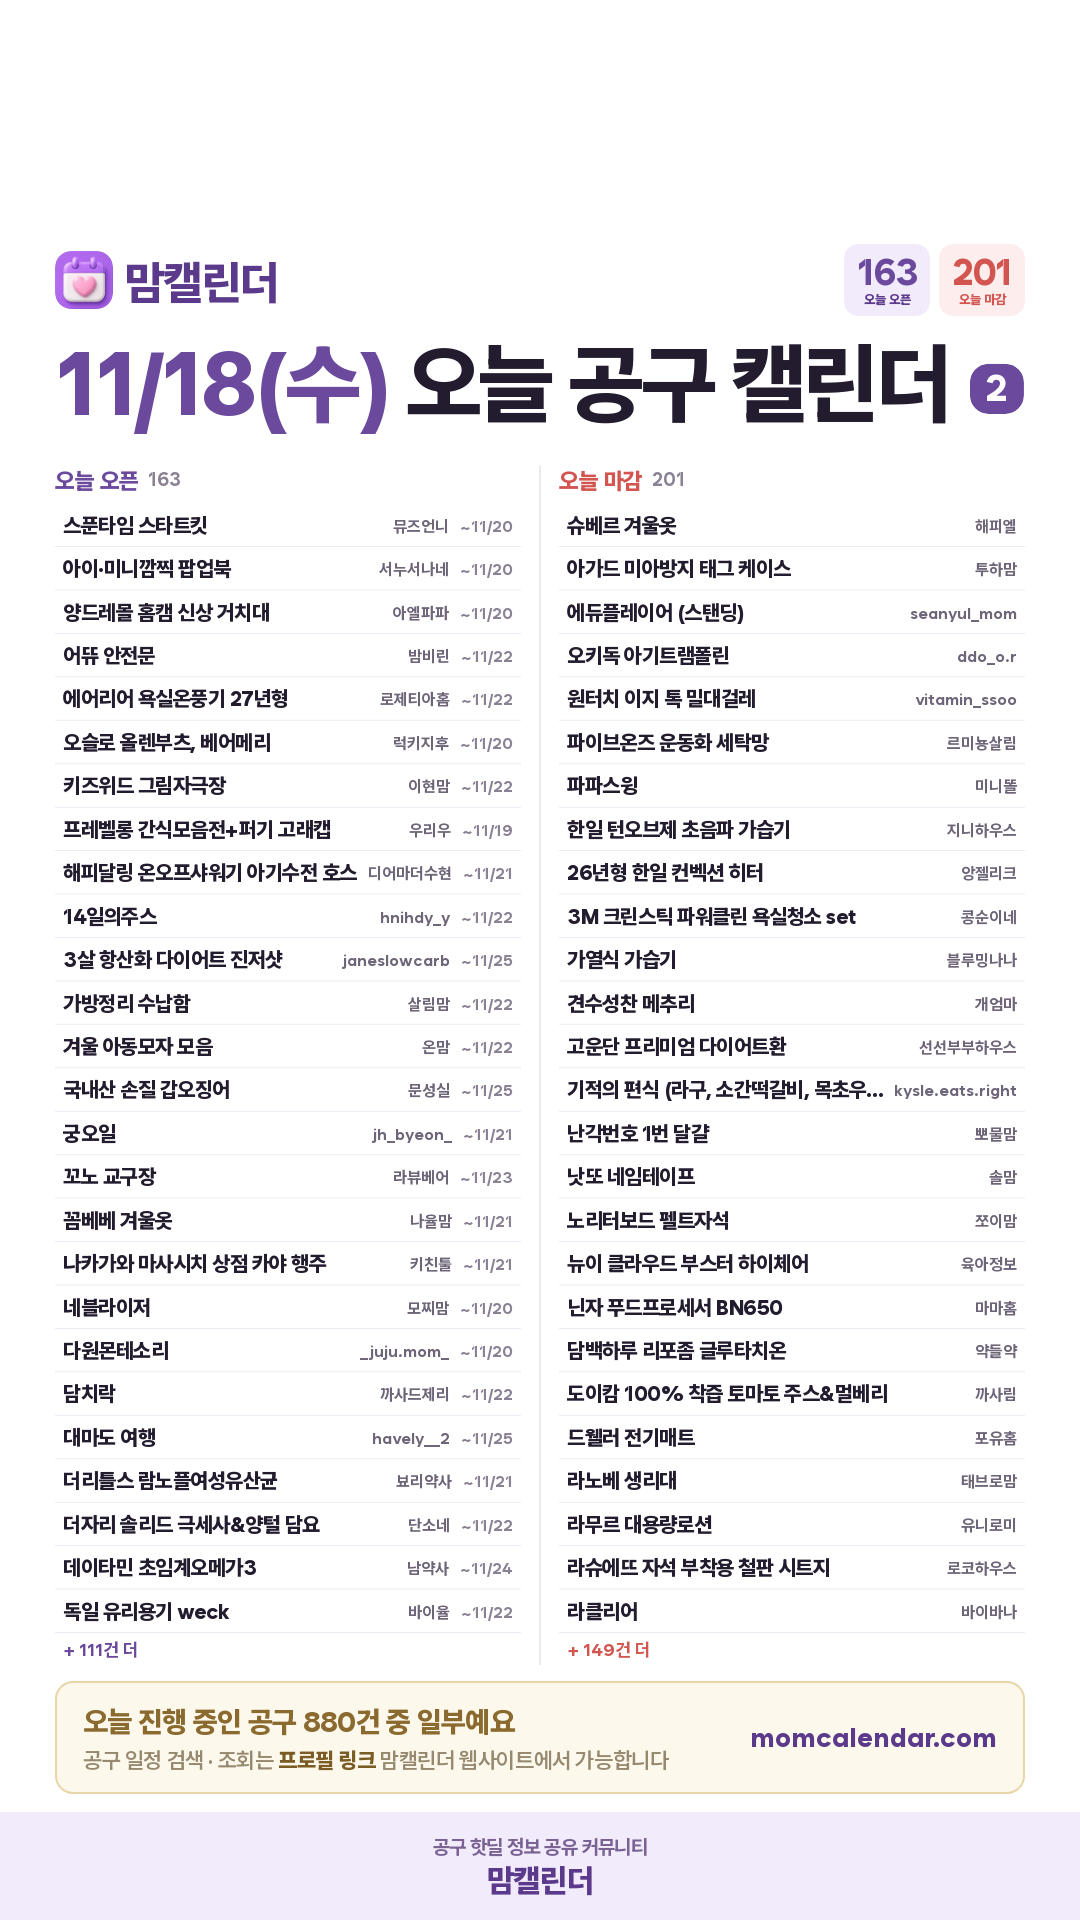 맘캘린더
163
오늘 오픈
201
오늘 마감
11/18(수) 오늘 공구 캘린더 2
오늘 오픈 163
스푼타임 스타트킷 뮤즈언니 ~11/20
아이·미니깜찍 팝업북 서누서나네 ~11/20
양드레몰 홈캠 신상 거치대 아엘파파 ~11/20
어뜌 안전문 밤비린 ~11/22
에어리어 욕실온풍기 27년형 로제티아홈 ~11/22
오슬로 울렌부츠, 베어메리 럭키지후 ~11/20
키즈위드 그림자극장 이현맘 ~11/22
프레벨롱 간식모음전+퍼기 고래캡 우리우 ~11/19
해피달링 온오프샤워기 아기수전 호스 디어마더수현 ~11/21
14일의주스 hnihdy_y ~11/22
3살 항산화 다이어트 진저샷 janeslowcarb ~11/25
가방정리 수납함 살림맘 ~11/22
겨울 아동모자 모음 온맘 ~11/22
국내산 손질 갑오징어 문성실 ~11/25
궁오일 jh_byeon_ ~11/21
꼬노 교구장 라뷰베어 ~11/23
꼼베베 겨울옷 나율맘 ~11/21
나카가와 마사시치 상점 카야 행주 키친툴 ~11/21
네블라이저 모찌맘 ~11/20
다원몬테소리 _juju.mom_ ~11/20
담치락 까사드제리 ~11/22
대마도 여행 havely__2 ~11/25
더리틀스 람노플여성유산균 뵤리약사 ~11/21
더자리 솔리드 극세사&양털 담요 단소네 ~11/22
데이타민 초임계오메가3 남약사 ~11/24
독일 유리용기 weck 바이율 ~11/22
+ 111건 더
오늘 마감 201
슈베르 겨울옷 해피엘
아가드 미아방지 태그 케이스 투하맘
에듀플레이어 (스탠딩) seanyul_mom
오키독 아기트램폴린 ddo_o.r
원터치 이지 톡 밀대걸레 vitamin_ssoo
파이브온즈 운동화 세탁망 르미뇽살림
파파스윙 미니똘
한일 턴오브제 초음파 가습기 지니하우스
26년형 한일 컨벡션 히터 앙젤리크
3M 크린스틱 파워클린 욕실청소 set 콩순이네
가열식 가습기 블루밍나나
견수성찬 메추리 개엄마
고운단 프리미엄 다이어트환 선선부부하우스
기적의 편식 (라구, 소간떡갈비, 목초우... kysle.eats.right
난각번호 1번 달걀 뽀물맘
낫또 네임테이프 솔맘
노리터보드 펠트자석 쪼이맘
뉴이 클라우드 부스터 하이체어 육아정보
닌자 푸드프로세서 BN650 마마홈
담백하루 리포좀 글루타치온 약들약
도이캄 100% 착즙 토마토 주스&멀베리 까사림
드웰러 전기매트 포유홈
라노베 생리대 태브로맘
라무르 대용량로션 유니로미
라슈에뜨 자석 부착용 철판 시트지 로코하우스
라클리어 바이바나
+ 149건 더
오늘 진행 중인 공구 880건 중 일부예요
공구 일정 검색 · 조회는 프로필 링크 맘캘린더 웹사이트에서 가능합니다
momcalendar.com
공구 핫딜 정보 공유 커뮤니티
맘캘린더